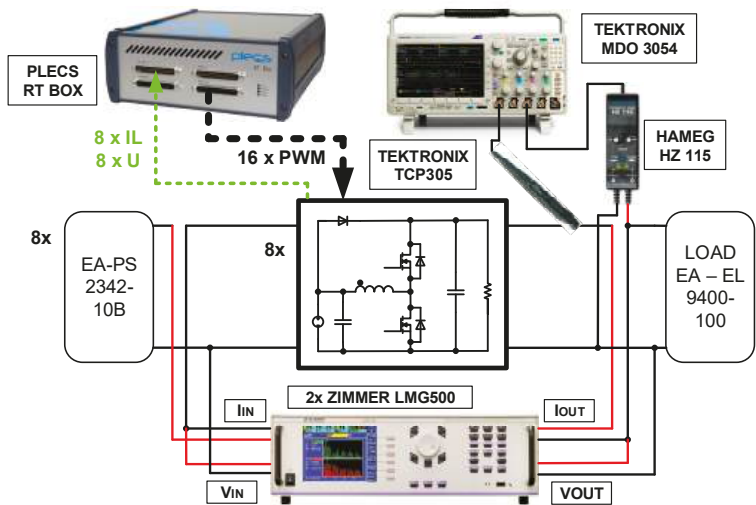 PLECS
RT BOX
plecs
TEKTRONIX
MDO 3054
8 x IL
8 x U
16 x PWM
TEKTRONIX
TCP305
HAMEG
HZ 115
8x
EA-PS
2342-
10B
8x
LOAD
EA – EL
9400-
100
2x ZIMMER LMG500
IIN
IOUT
VIN
VOUT